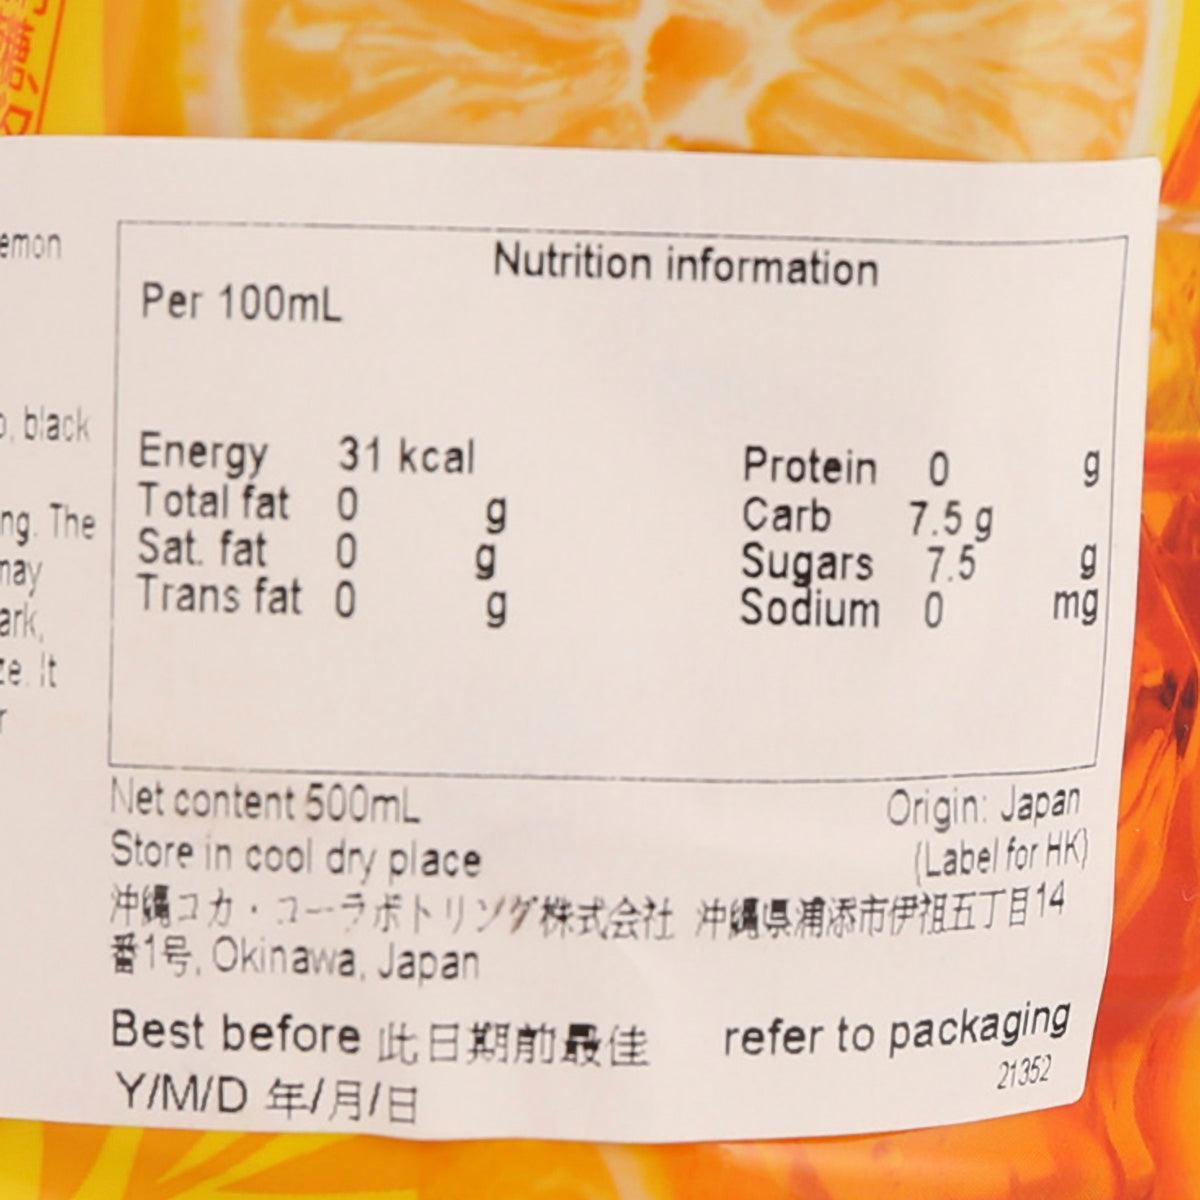 糖
emon
, black
ng. The
may
ark,
ze. It
r
Nutrition information
Per 100mL
Energy 31 kcal Protein 0 g
Total fat 0 g Carb 7.5 g
Sat. fat 0 g Sugars 7.5 g
Trans fat 0 g Sodium 0 mg
Net content 500mL Origin: Japan
Store in cool dry place (Label for HK)
沖縄コカ・コーラボトリング株式会社 沖縄県浦添市伊祖五丁目14
番1号, Okinawa, Japan
Best before 此日期前最佳 refer to packaging
21352
Y/M/D 年/月/日